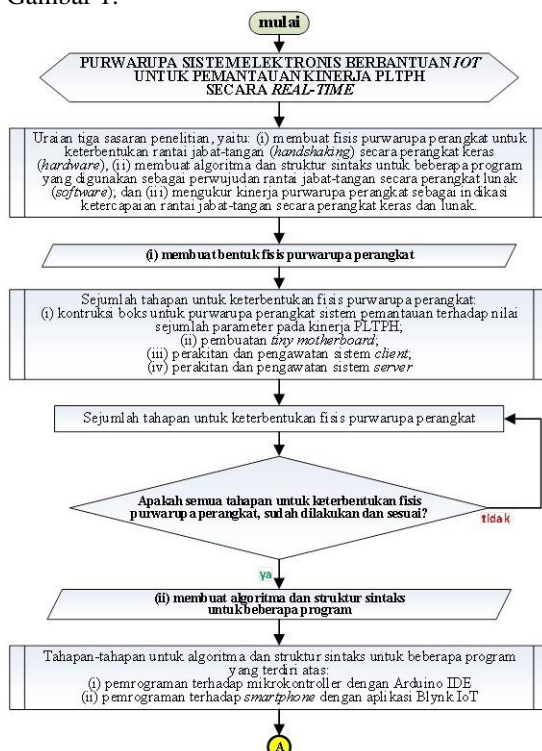 Gambar 1.
mulai
PURWARUPA SISTEMELEKTRONIS BERBANTUAN IOT
UNTUK PEMANTAUAN KINERJA PLTPH
SECARA REAL-TIME
Uraian tiga sasaran penelitian, yaitu: (i) membuat fisis purwarupa perangkat untuk
keterbentukan rantai jabat-tangan (handshaking) secara perangkat keras
(hardware), (ii) membuat algoritma dan struktur sintaks untuk beberapa program
yang digunakan sebagai perwujudan rantai jabat-tangan secara perangkat lunak
(software); dan (iii) mengukur kinerja purwarupa perangkat sebagai indikasi
ketercapaian rantai jabat-tangan secara perangkat keras dan lunak.
(i) membuat bentuk fisis purwarupa perangkat
Sejumlah tahapan untuk keterbentukan fisis purwarupa perangkat:
(i) kontruksi boks untuk purwarupa perangkat sistem pemantauan terhadap nilai
sejumlah parameter pada kinerja PLTPH;
(ii) pembuatan tiny motherboard;
(iii) perakitan dan pengawatan sistem client;
(iv) perakitan dan pengawatan sistem server
Sejumlah tahapan untuk keterbentukan fisis purwarupa perangkat
Apakah semua tahapan untuk keterbentukan fisis
purwarupa perangkat, sudah dilakukan dan sesuai?
tidak
ya
(ii) membuat algoritma dan struktur sintaks
untuk beberapa program
Tahapan-tahapan untuk algoritma dan struktur sintaks untuk beberapa program
yang terdiri atas:
(i) pemrograman terhadap mikrokontroller dengan Arduino IDE
(ii) pemrograman terhadap smartphone dengan aplikasi Blynk IoT
A